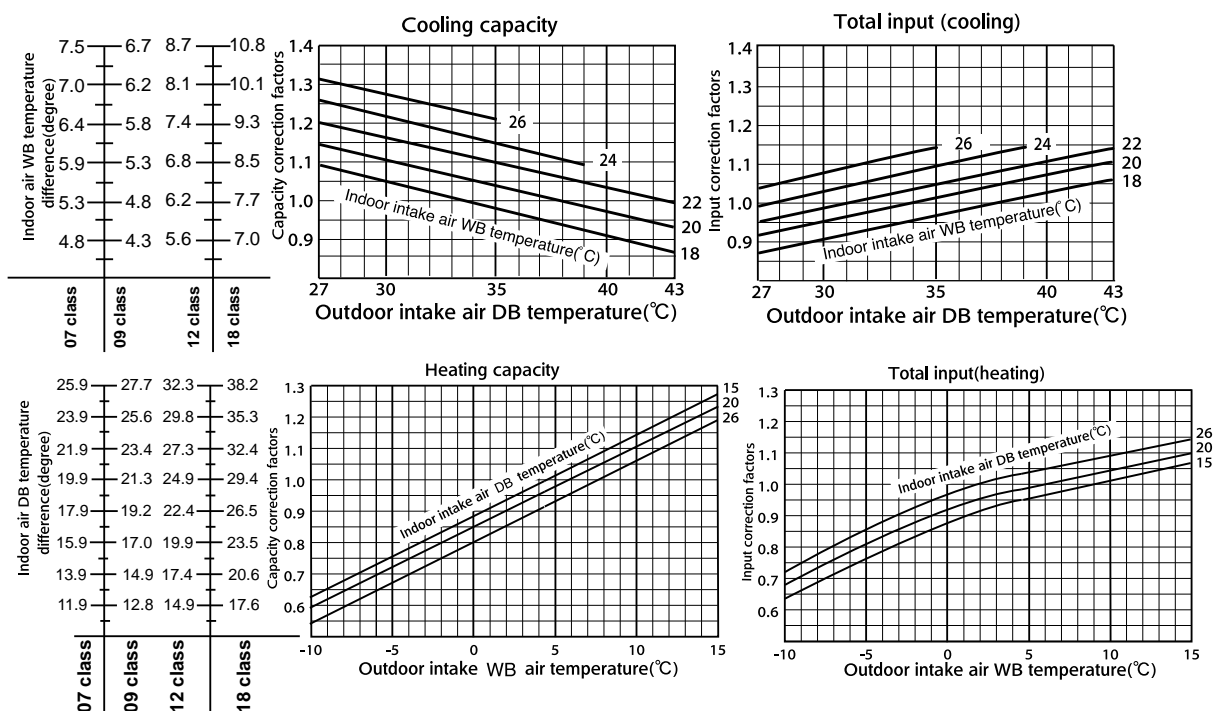 Cooling capacity
Indoor air WB temperature
difference(degree)
7.5 6.7 8.7 10.8
7.0 6.2 8.1 10.1
6.4 5.8 7.4 9.3
5.9 5.3 6.8 8.5
5.3 4.8 6.2 7.7
4.8 4.3 5.6 7.0
07 class
09 class
12 class
18 class
Capacity correction factors
1.4
1.3
1.2
1.1
1.0
0.9
26
24
22
20
18
Indoor intake air WB temperature(°C)
27 30 35 40 43
Outdoor intake air DB temperature(°C)
Total input (cooling)
Input correction factors
1.4
1.3
1.2
1.1
1.0
0.9
26 24 22
20
18
Indoor intake air WB temperature(°C)
27 30 35 40 43
Outdoor intake air DB temperature(°C)
Heating capacity
Indoor air DB temperature
difference(degree)
25.9 27.7 32.3 38.2
23.9 25.6 29.8 35.3
21.9 23.4 27.3 32.4
19.9 21.3 24.9 29.4
17.9 19.2 22.4 26.5
15.9 17.0 19.9 23.5
13.9 14.9 17.4 20.6
11.9 12.8 14.9 17.6
07 class
09 class
12 class
18 class
Capacity correction factors
1.3
1.2
1.1
1.0
0.9
0.8
0.7
0.6
15
20
26
Indoor intake air DB temperature(°C)
-10 -5 0 5 10 15
Outdoor intake WB air temperature(°C)
Total input(heating)
Input correction factors
1.3
1.2
1.1
1.0
0.9
0.8
0.7
0.6
26
20
15
Indoor intake air DB temperature(°C)
-10 -5 0 5 10 15
Outdoor intake air WB temperature(°C)